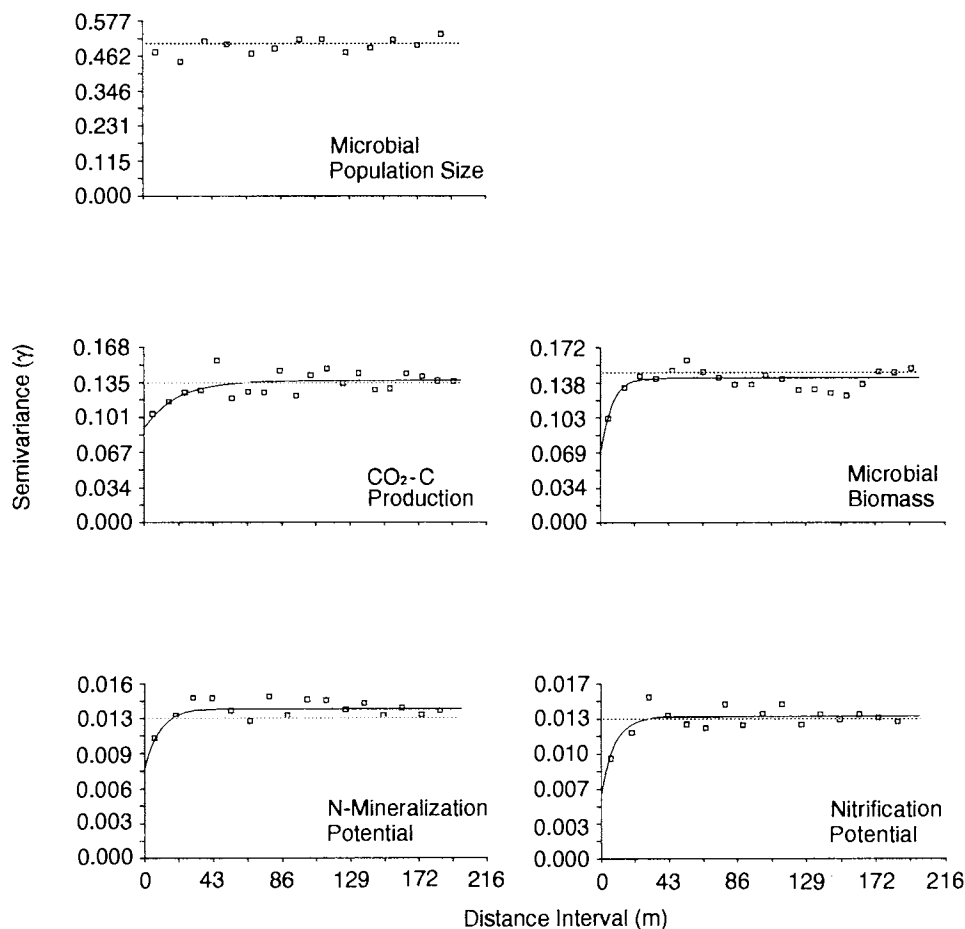 0.577
0.462
0.346
0.231
0.115
0.000
Microbial
Population Size
Semivariance (γ)
0.168
0.135
0.101
0.067
0.034
0.000
CO₂-C
Production
0.172
0.138
0.103
0.069
0.034
0.000
Microbial
Biomass
0.016
0.013
0.009
0.006
0.003
0.000
N-Mineralization
Potential
0 43 86 129 172 216
0.017
0.013
0.010
0.007
0.003
0.000
Nitrification
Potential
0 43 86 129 172 216
Distance Interval (m)